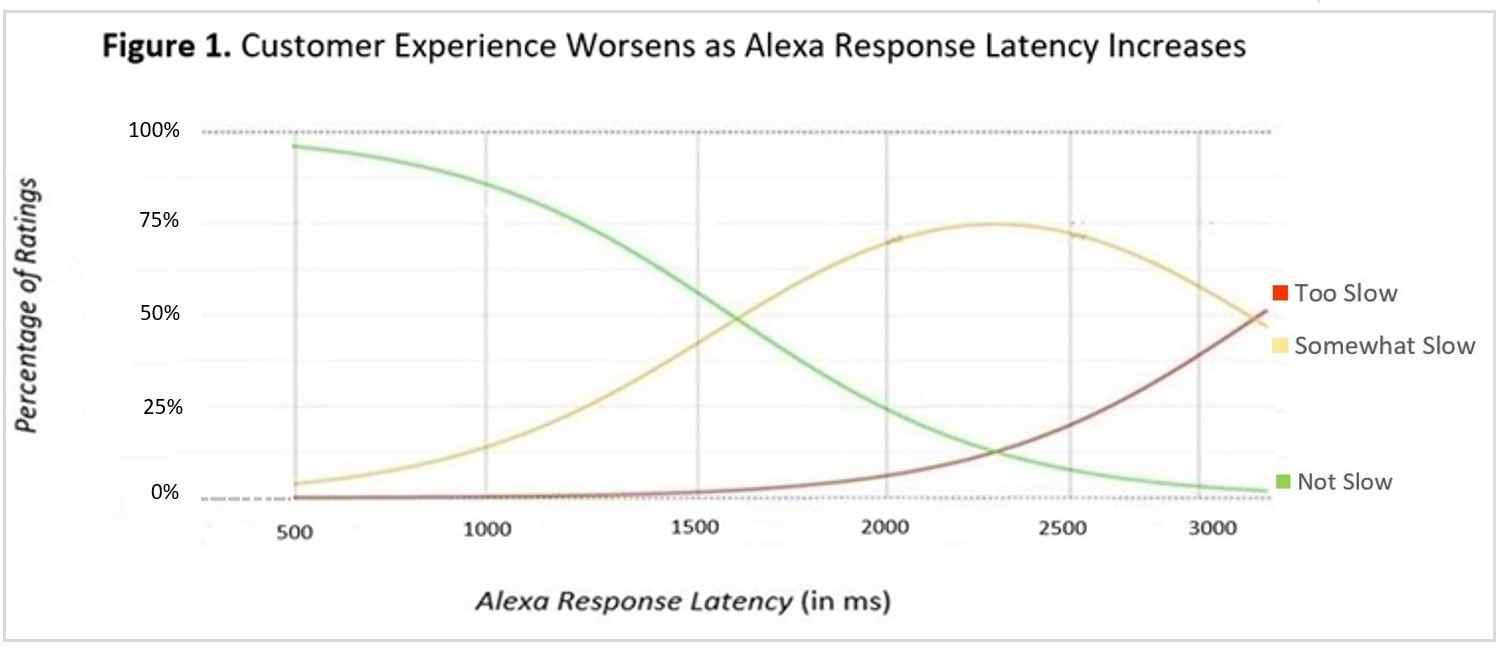 Figure 1. Customer Experience Worsens as Alexa Response Latency Increases
Percentage of Ratings
100%
75%
50%
25%
0%
500 1000 1500 2000 2500 3000
Alexa Response Latency (in ms)
Too Slow
Somewhat Slow
Not Slow